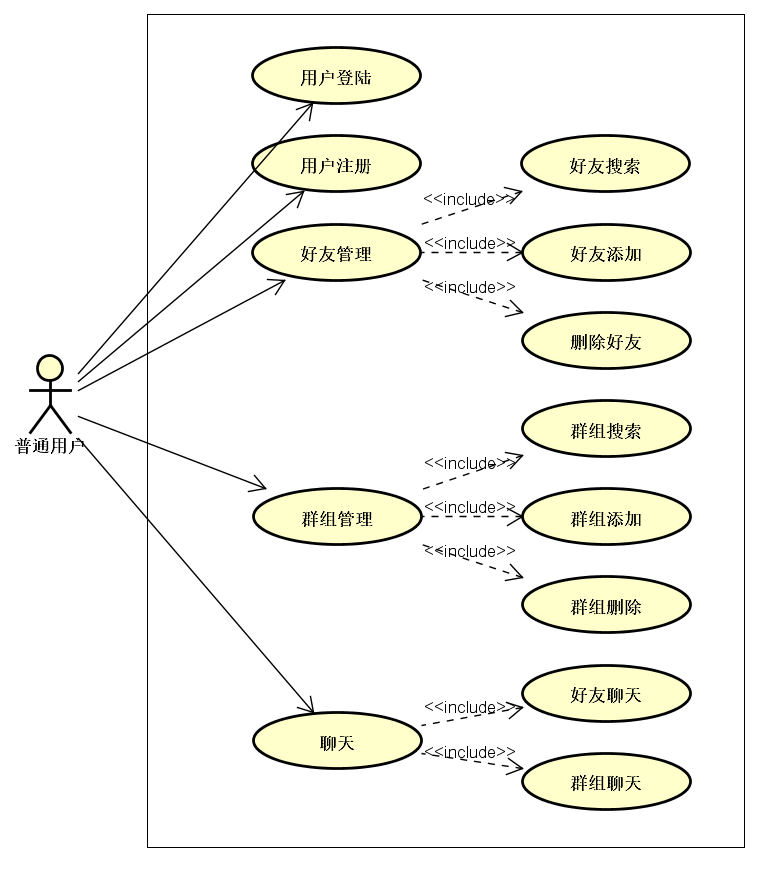 用户登陆
用户注册
<<include>>
好友搜索
好友管理
<<include>>
好友添加
<<include>>
删除好友
普通用户
群组搜索
<<include>>
群组管理
<<include>>
群组添加
<<include>>
群组删除
好友聊天
<<include>>
聊天
<<include>>
群组聊天